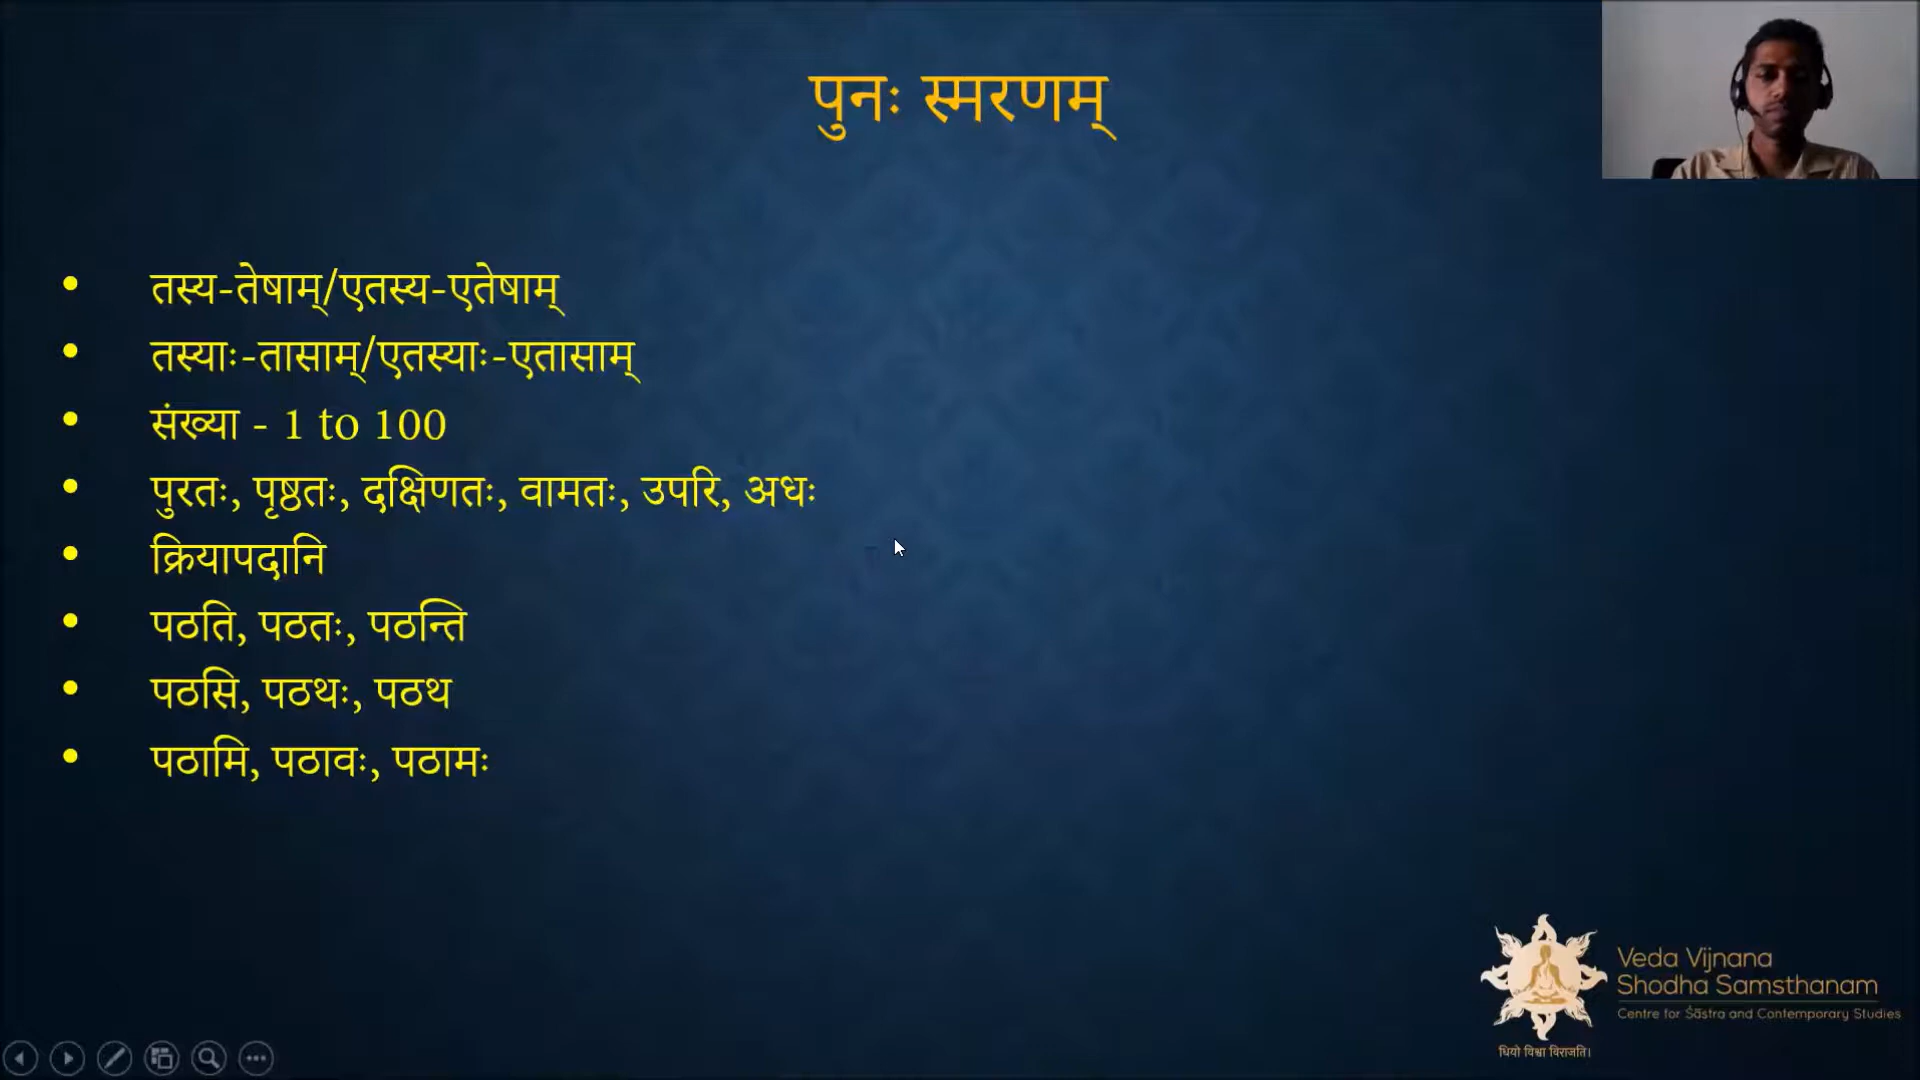 पुनः स्मरणम्
• तस्य-तेषाम्/एतस्य-एतेषाम्
• तस्याः-तासाम्/एतस्याः-एतासाम्
• संख्या - 1 to 100
• पुरतः, पृष्ठतः, दक्षिणतः, वामतः, उपरि, अधः
• क्रियापदानि
• पठति, पठतः, पठन्ति
• पठसि, पठथः, पठथ
• पठामि, पठावः, पठामः
Veda Vijnana
Shodha Samsthanam
Centre for Śāstra and Contemporary Studies
धियो विश्वा विराजति।